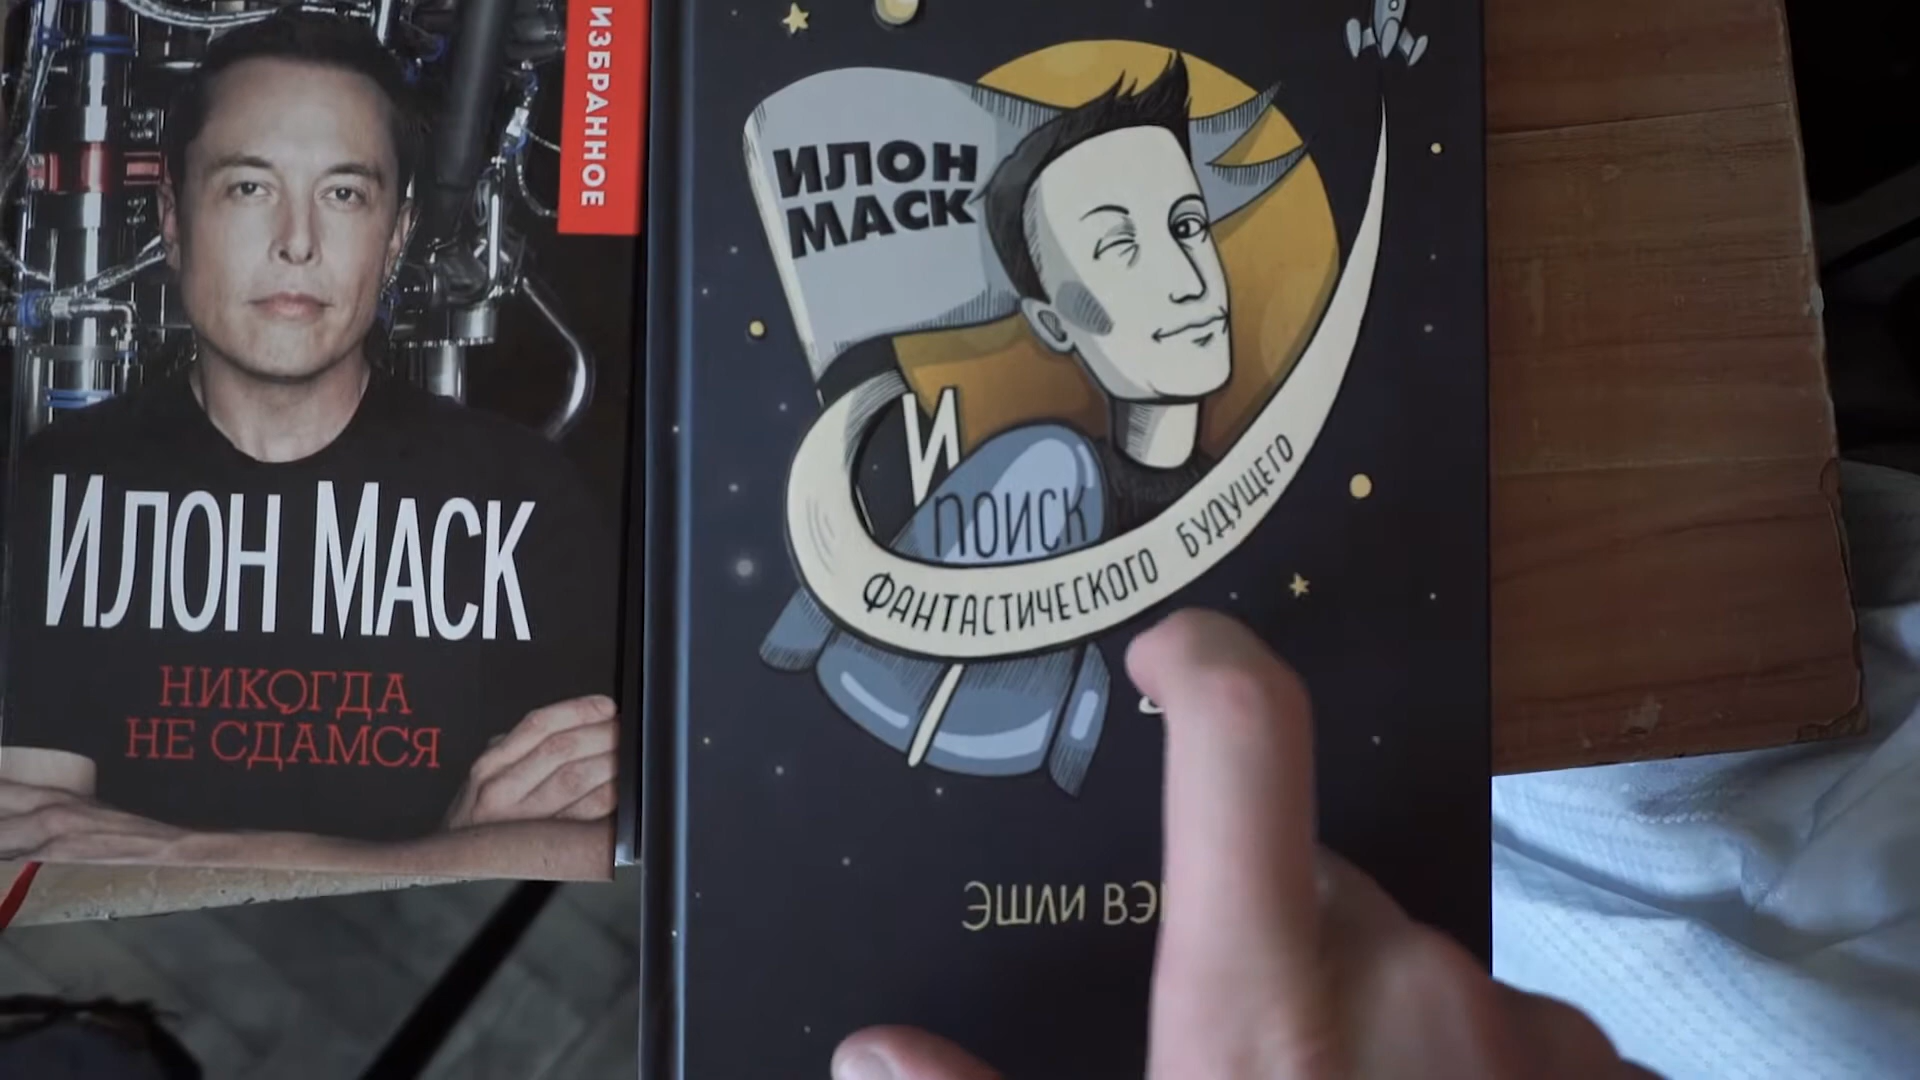 ИЗБРАННОЕ
ИЛОН МАСК
НИКОГДА
НЕ СДАМСЯ
ИЛОН
МАСК
И
ПОИСК
ФАНТАСТИЧЕСКОГО БУДУЩЕГО
ЭШЛИ